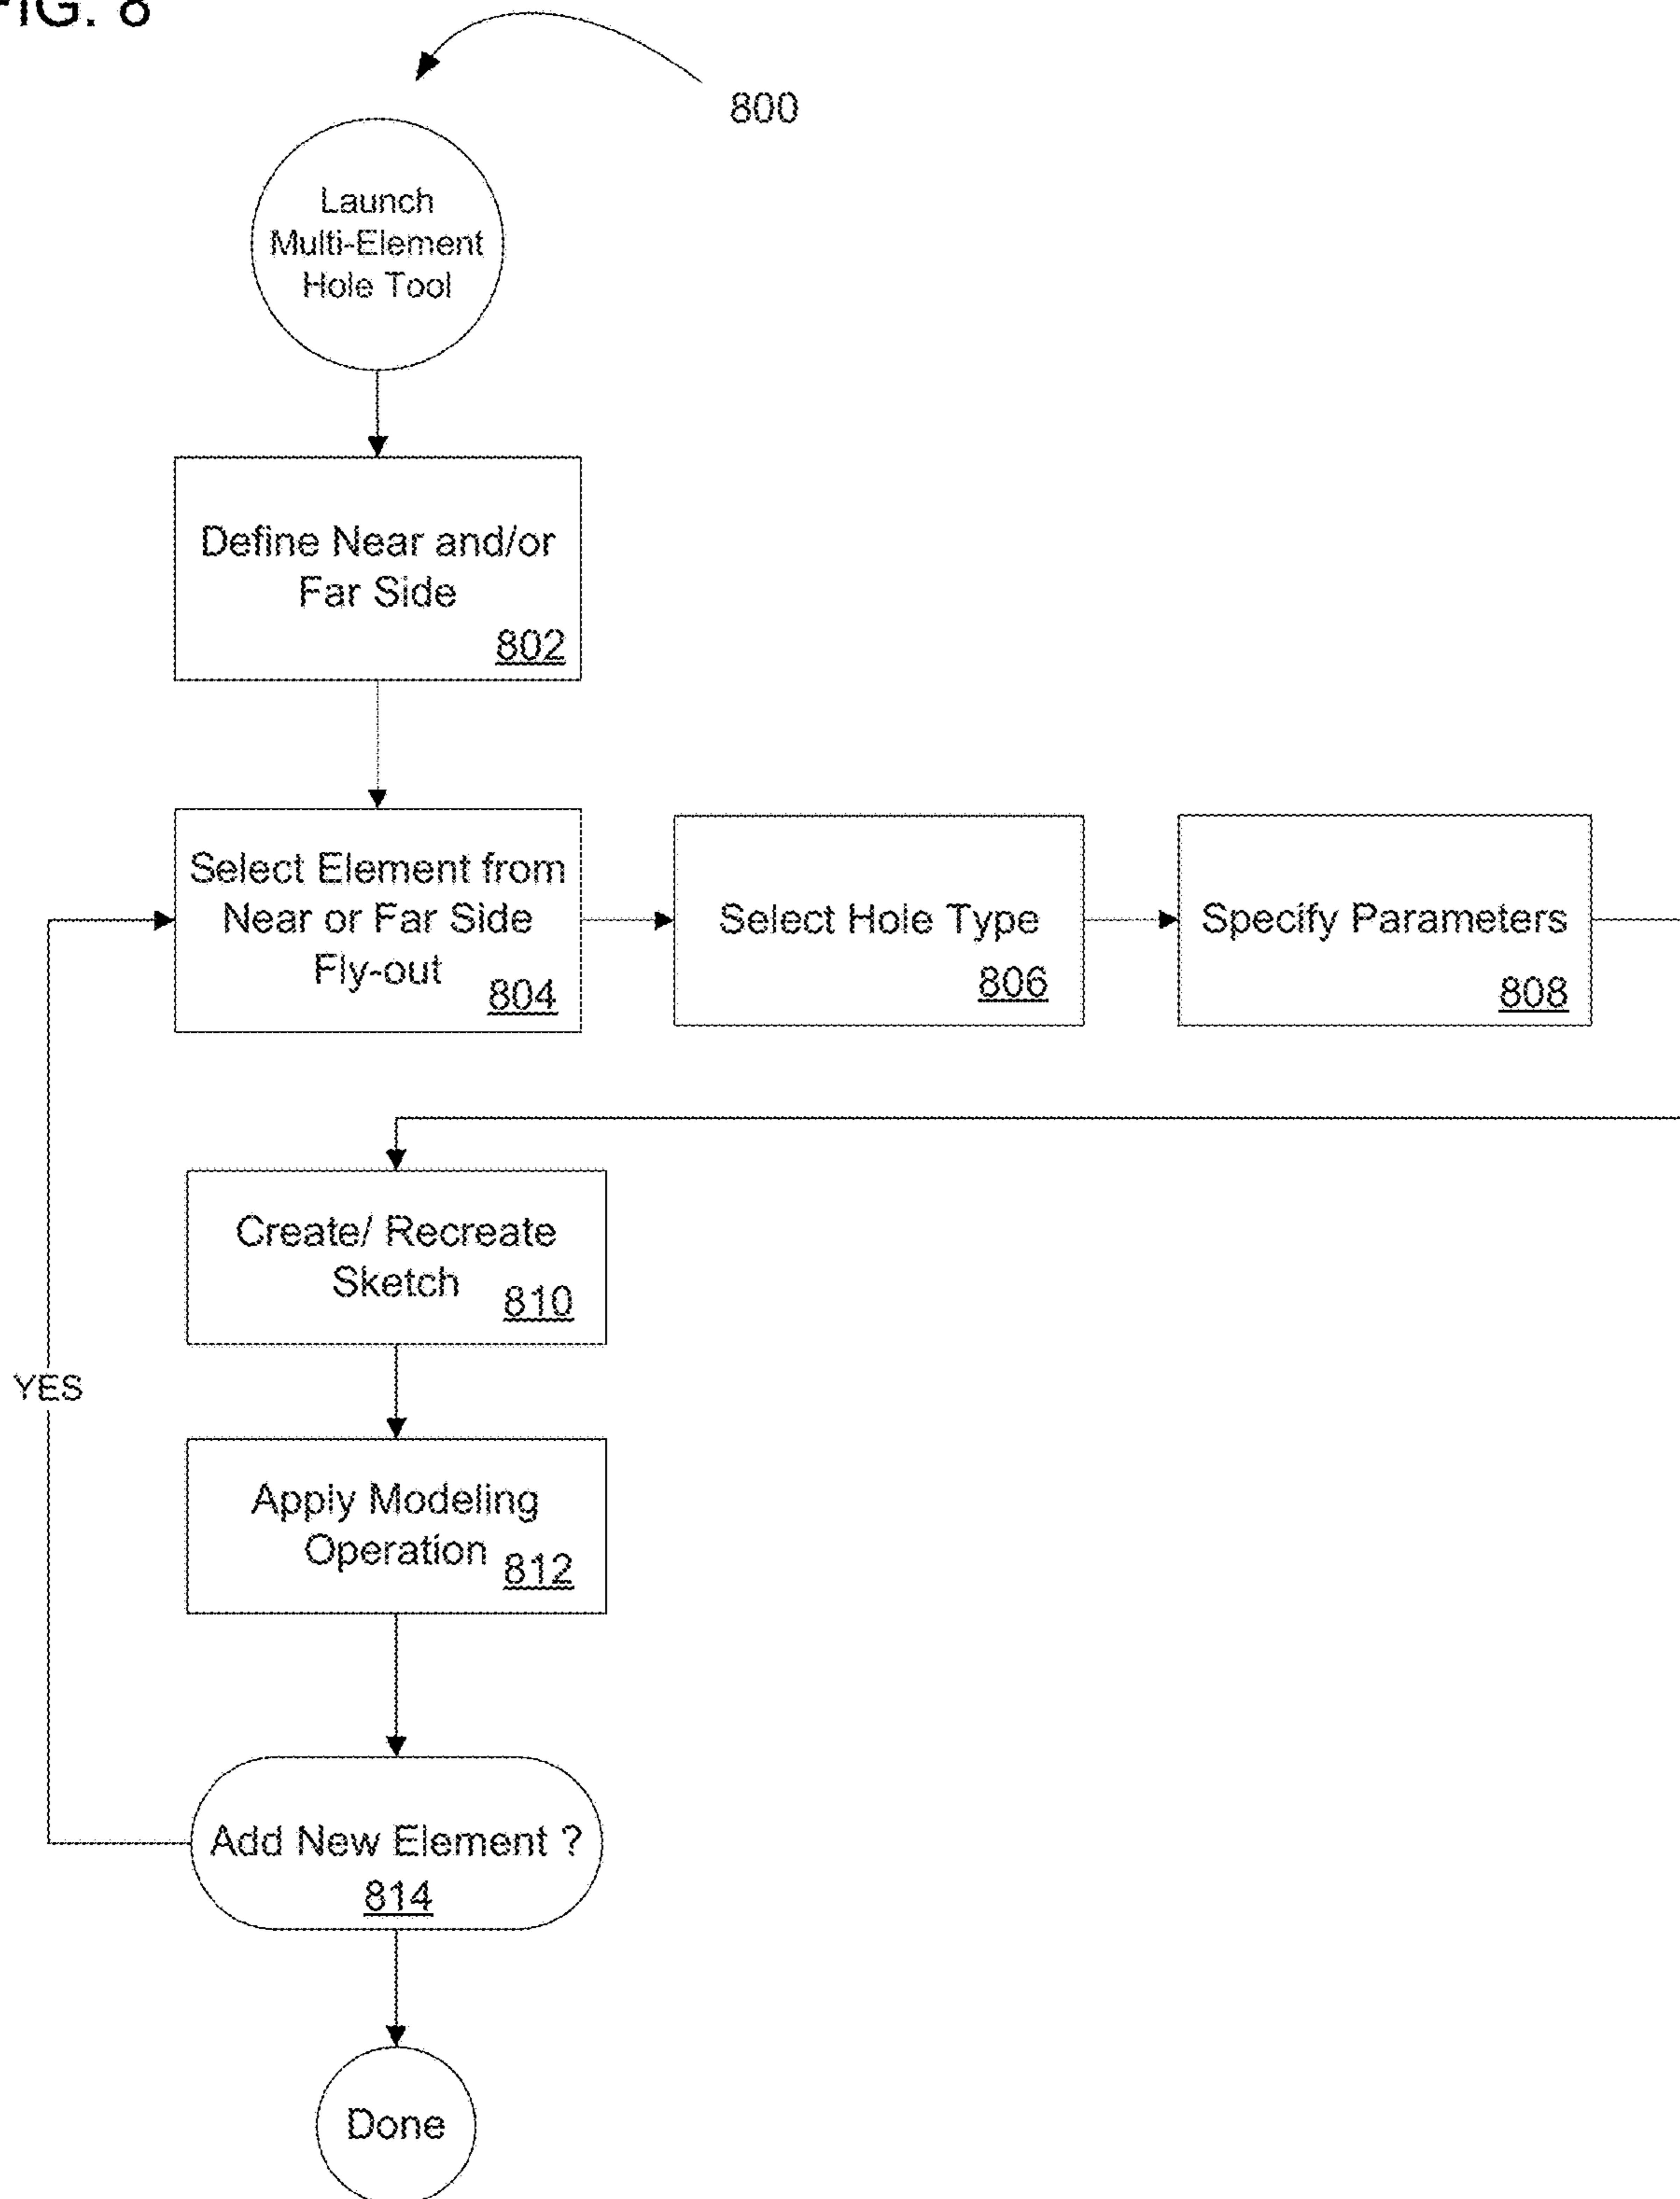 FIG. 8
800
Launch
Multi-Element
Hole Tool
Define Near and/or
Far Side
802
Select Element from
Near or Far Side
Fly-out
804
Select Hole Type
806
Specify Parameters
808
Create/ Recreate
Sketch
810
YES
Apply Modeling
Operation
812
Add New Element ?
814
Done